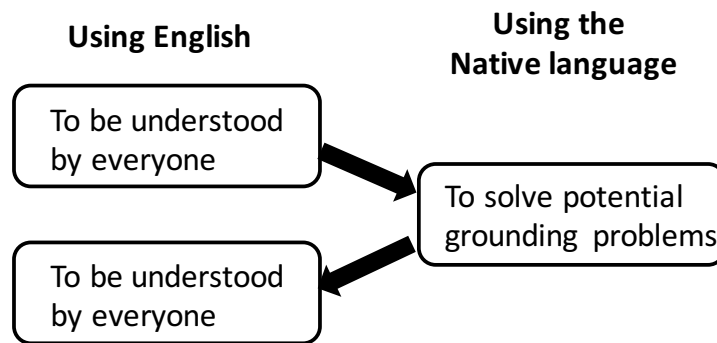 Using English
Using the
Native language
To be understood
by everyone
To solve potential
grounding problems
To be understood
by everyone